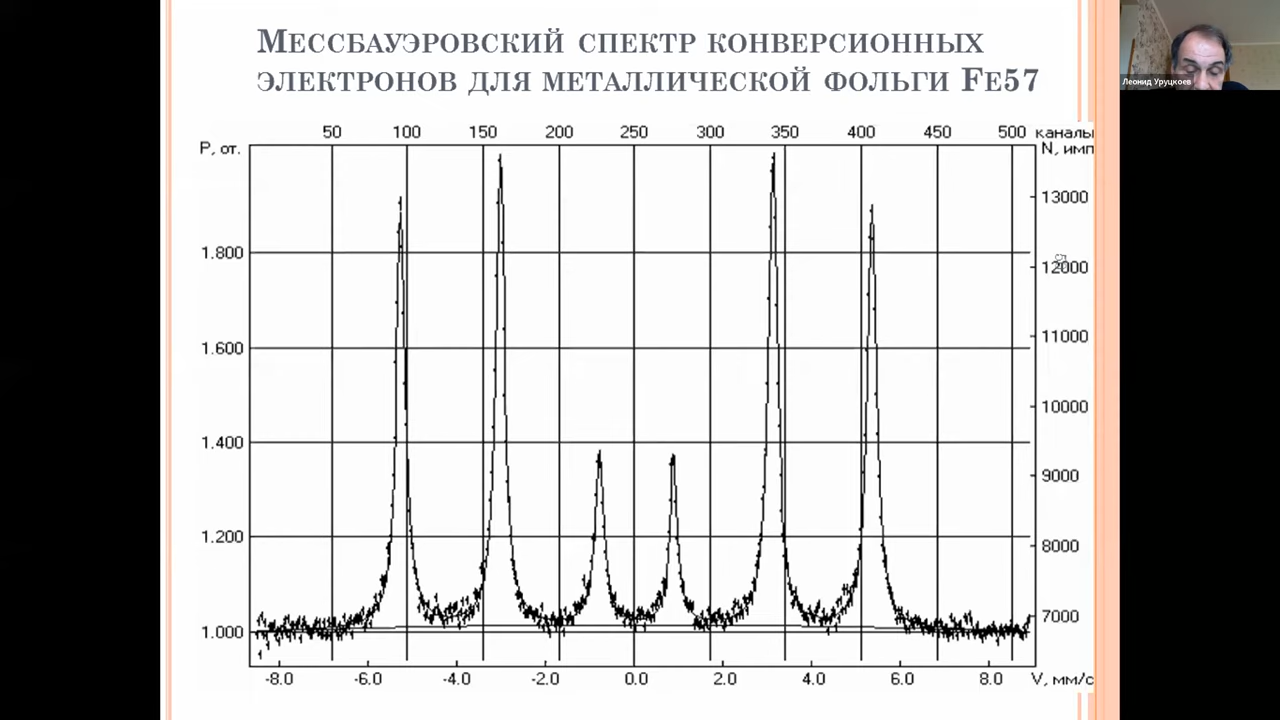 Мессбауэровский спектр конверсионных
электронов для металлической фольги Fe57
Леонид Уруцкоев
50 100 150 200 250 300 350 400 450 500 каналы
P, от. N, имп
13000
1.800
12000
11000
1.600
10000
1.400
9000
1.200
8000
7000
1.000
-8.0 -6.0 -4.0 -2.0 0.0 2.0 4.0 6.0 8.0 V, мм/с